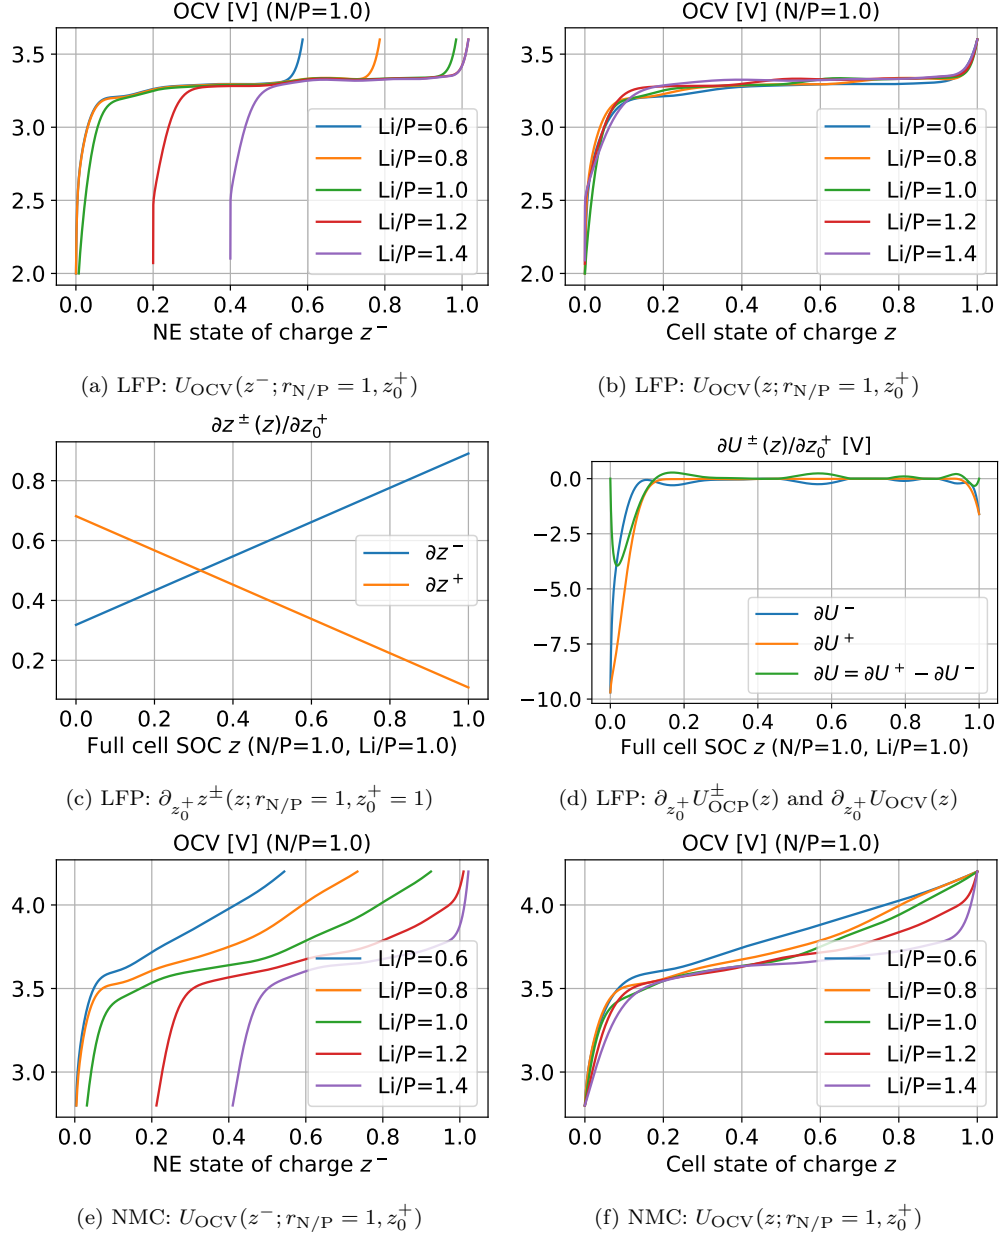 OCV [V] (N/P=1.0)
3.5
3.0
2.5
2.0
Li/P=0.6
Li/P=0.8
Li/P=1.0
Li/P=1.2
Li/P=1.4
0.0 0.2 0.4 0.6 0.8 1.0
NE state of charge z⁻
(a) LFP: U_OCV(z⁻; r_N/P = 1, z₀⁺)
OCV [V] (N/P=1.0)
3.5
3.0
2.5
2.0
Li/P=0.6
Li/P=0.8
Li/P=1.0
Li/P=1.2
Li/P=1.4
0.0 0.2 0.4 0.6 0.8 1.0
Cell state of charge z
(b) LFP: U_OCV(z; r_N/P = 1, z₀⁺)
∂z±(z)/∂z₀⁺
0.8
0.6
0.4
0.2
∂z⁻
∂z⁺
0.0 0.2 0.4 0.6 0.8 1.0
Full cell SOC z (N/P=1.0, Li/P=1.0)
(c) LFP: ∂_z₀⁺ z±(z; r_N/P = 1, z₀⁺ = 1)
∂U±(z)/∂z₀⁺ [V]
0.0
−2.5
−5.0
−7.5
−10.0
∂U⁻
∂U⁺
∂U = ∂U⁺ − ∂U⁻
0.0 0.2 0.4 0.6 0.8 1.0
Full cell SOC z (N/P=1.0, Li/P=1.0)
(d) LFP: ∂_z₀⁺ U±_OCP(z) and ∂_z₀⁺ U_OCV(z)
OCV [V] (N/P=1.0)
4.0
3.5
3.0
Li/P=0.6
Li/P=0.8
Li/P=1.0
Li/P=1.2
Li/P=1.4
0.0 0.2 0.4 0.6 0.8 1.0
NE state of charge z⁻
(e) NMC: U_OCV(z⁻; r_N/P = 1, z₀⁺)
OCV [V] (N/P=1.0)
4.0
3.5
3.0
Li/P=0.6
Li/P=0.8
Li/P=1.0
Li/P=1.2
Li/P=1.4
0.0 0.2 0.4 0.6 0.8 1.0
Cell state of charge z
(f) NMC: U_OCV(z; r_N/P = 1, z₀⁺)